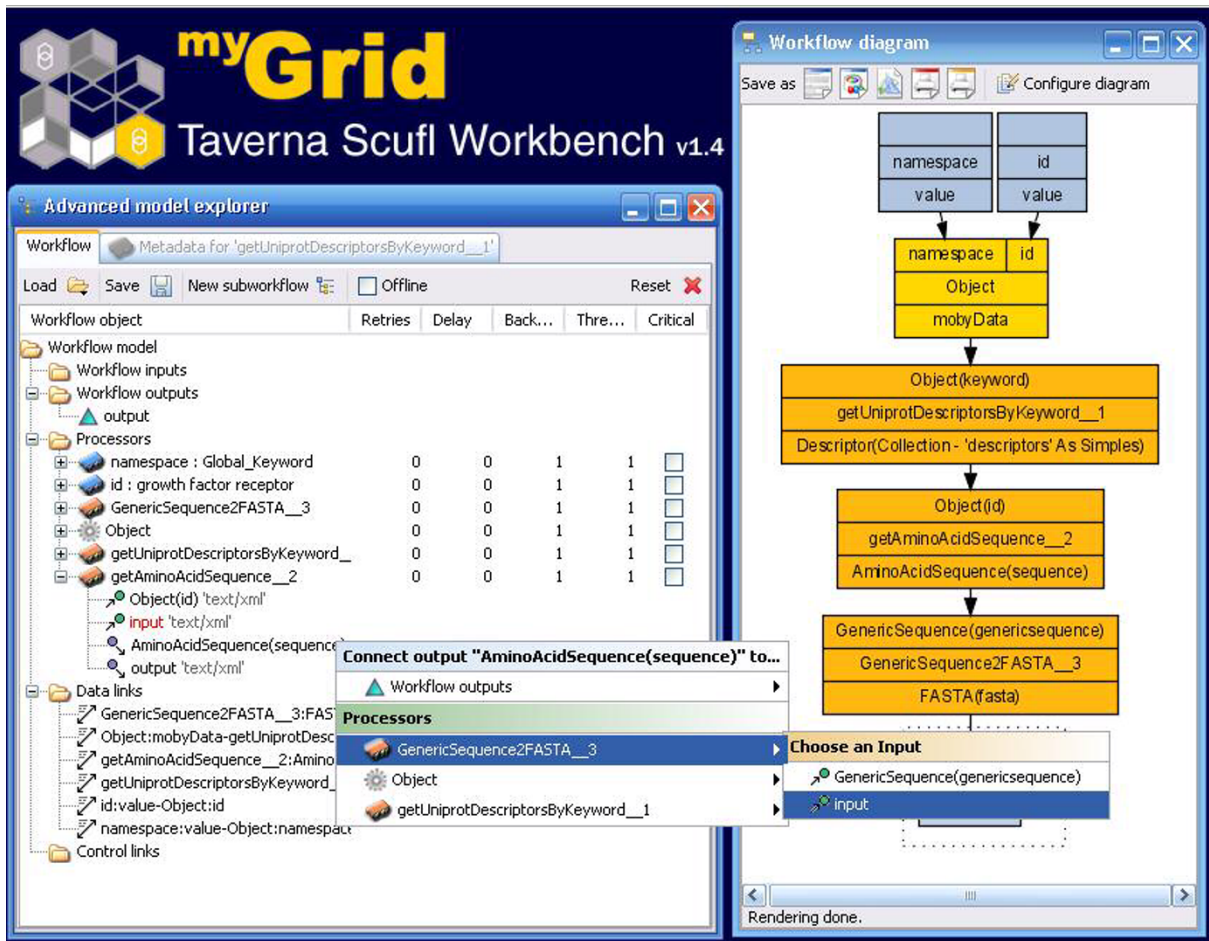 myGrid
Taverna Scufl Workbench v1.4
Advanced model explorer
Workflow
Metadata for 'getUniprotDescriptorsByKeyword__1'
Load Save New subworkflow Offline Reset
Workflow object Retries Delay Back... Thre... Critical
Workflow model
Workflow inputs
Workflow outputs
output
Processors
namespace : Global_Keyword 0 0 1 1
id : growth factor receptor 0 0 1 1
GenericSequence2FASTA__3 0 0 1 1
Object 0 0 1 1
getUniprotDescriptorsByKeyword_ 0 0 1 1
getAminoAcidSequence__2 0 0 1 1
Object(id) 'text/xml'
input 'text/xml'
AminoAcidSequence(sequence)
output 'text/xml'
Data links
GenericSequence2FASTA__3:FAS
Object:mobyData-getUniprotDesc
getAminoAcidSequence__2:Amino
getUniprotDescriptorsByKeyword_
id:value-Object:id
namespace:value-Object:namespace
Control links
Connect output "AminoAcidSequence(sequence)" to...
Workflow outputs
Processors
GenericSequence2FASTA__3
Object
getUniprotDescriptorsByKeyword__1
Choose an Input
GenericSequence(genericsequence)
input
Workflow diagram
Save as Configure diagram
namespace id
value value
namespace id
Object
mobyData
Object(keyword)
getUniprotDescriptorsByKeyword__1
Descriptor(Collection - 'descriptors' As Simples)
Object(id)
getAminoAcidSequence__2
AminoAcidSequence(sequence)
GenericSequence(genericsequence)
GenericSequence2FASTA__3
FASTA(fasta)
Rendering done.